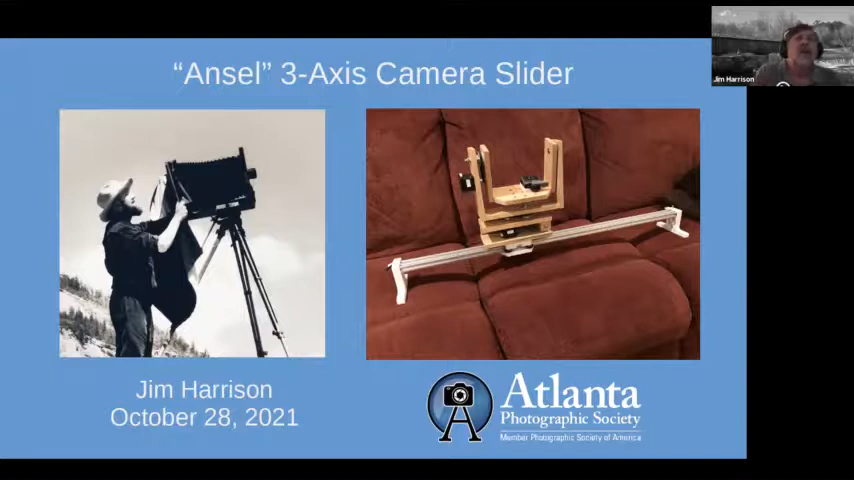 "Ansel" 3-Axis Camera Slider
Jim Harrison
Jim Harrison
October 28, 2021
Atlanta
Photographic Society
Member Photographic Society of America